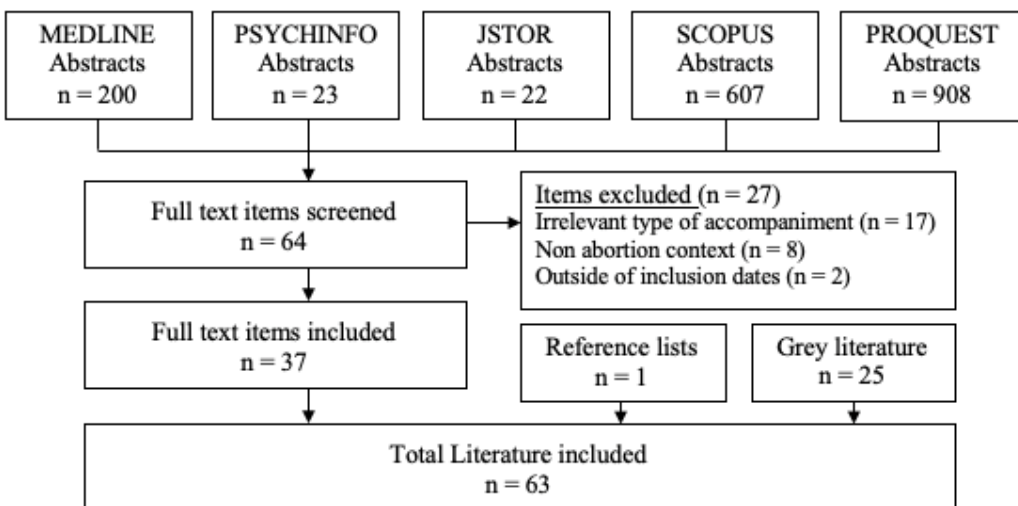 MEDLINE
Abstracts
n = 200
PSYCHINFO
Abstracts
n = 23
JSTOR
Abstracts
n = 22
SCOPUS
Abstracts
n = 607
PROQUEST
Abstracts
n = 908
Full text items screened
n = 64
Items excluded (n = 27)
Irrelevant type of accompaniment (n = 17)
Non abortion context (n = 8)
Outside of inclusion dates (n = 2)
Full text items included
n = 37
Reference lists
n = 1
Grey literature
n = 25
Total Literature included
n = 63